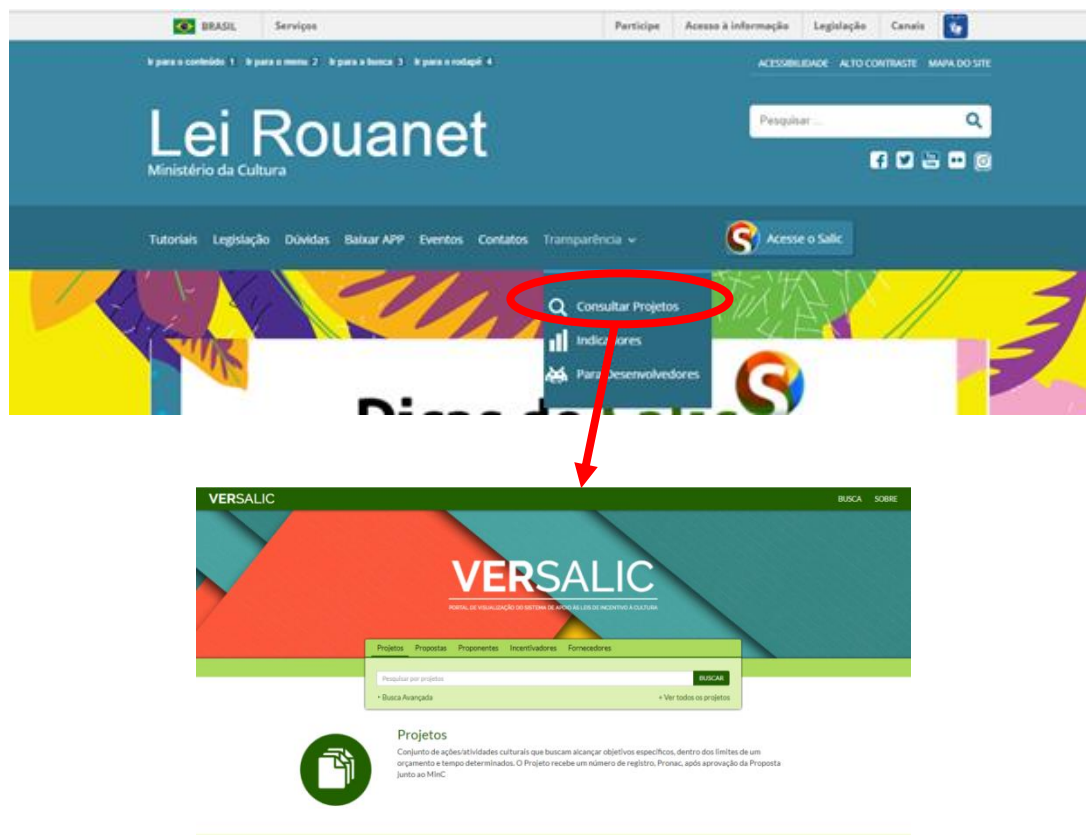 BRASIL Serviços Participe Acesso à informação Legislação Canais
Ir para o conteúdo 1 Ir para o menu 2 Ir para a busca 3 Ir para o rodapé 4 ACESSIBILIDADE ALTO CONTRASTE MAPA DO SITE
Lei Rouanet
Ministério da Cultura
Pesquisar ...
Tutoriais Legislação Dúvidas Baixar APP Eventos Contatos Transparência S Acesse o Salic
Consultar Projetos
Indicadores
Para Desenvolvedores
S
VERSALIC BUSCA SOBRE
VERSALIC
PORTAL DE VISUALIZAÇÃO DO SISTEMA DE APOIO ÀS LEIS DE INCENTIVO À CULTURA
Projetos Propostas Proponentes Incentivadores Fornecedores
Pesquisar por projetos BUSCAR
Busca Avançada + Ver todos os projetos
Projetos
Conjunto de ações/atividades culturais que buscam alcançar objetivos específicos, dentro dos limites de um
orçamento e tempo determinados. O Projeto recebe um número de registro, Pronac, após aprovação da Proposta
junto ao MinC